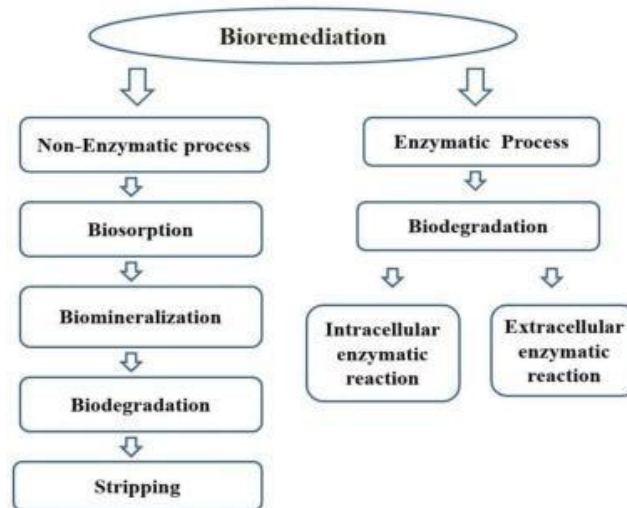 Bioremediation
Non-Enzymatic process
Biosorption
Biomineralization
Biodegradation
Stripping
Enzymatic Process
Biodegradation
Intracellular
enzymatic
reaction
Extracellular
enzymatic
reaction